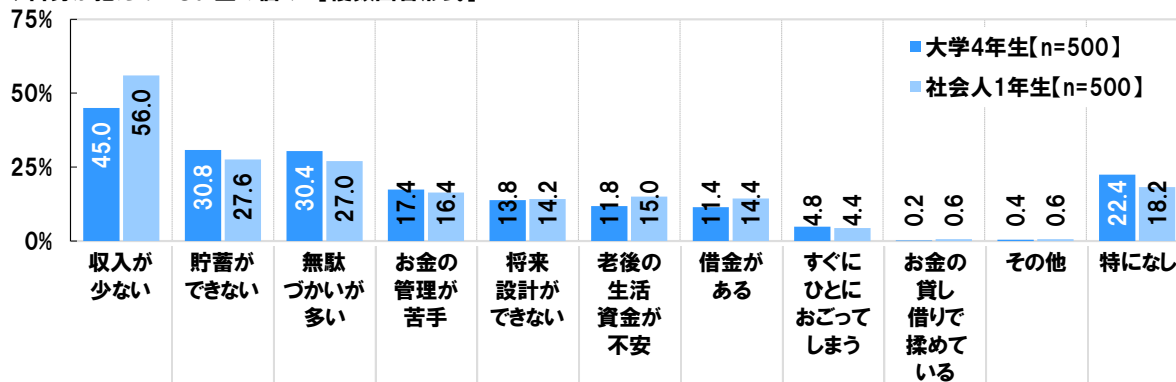 75%
50%
25%
0%
大学4年生【n=500】
社会人1年生【n=500】
45.0
56.0
30.8
27.6
30.4
27.0
17.4
16.4
13.8
14.2
11.8
15.0
11.4
14.4
4.8
4.4
0.2
0.6
0.4
0.6
22.4
18.2
収入が
少ない
貯蓄が
できない
無駄
づかいが
多い
お金の
管理が
苦手
将来
設計が
できない
老後の
生活
資金が
不安
借金が
ある
すぐに
ひとに
おごって
しまう
お金の
貸し
借りで
揉めて
いる
その他
特になし